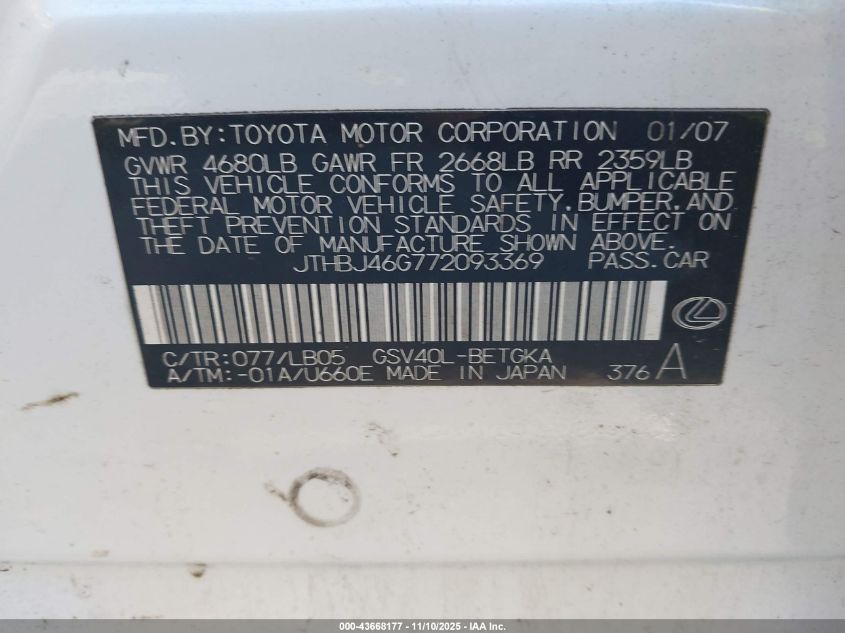 MFD.BY:TOYOTA MOTOR CORPORATION 01/07
GVWR 4680LB GAWR FR 2668LB RR 2359LB
THIS VEHICLE CONFORMS TO ALL APPLICABLE
FEDERAL MOTOR VEHICLE SAFETY.BUMPER.AND
THEFT PREVENTION STANDARDS IN EFFECT ON
THE DATE OF MANUFACTURE SHOWN ABOVE.
JTHBJ46G772093369 PASS.CAR
C/TR:077/LB05 GSV40L-BETGKA
A/TM:-01A/U660E MADE IN JAPAN 376 A
000-43668177 - 11/10/2025 - IAA Inc.